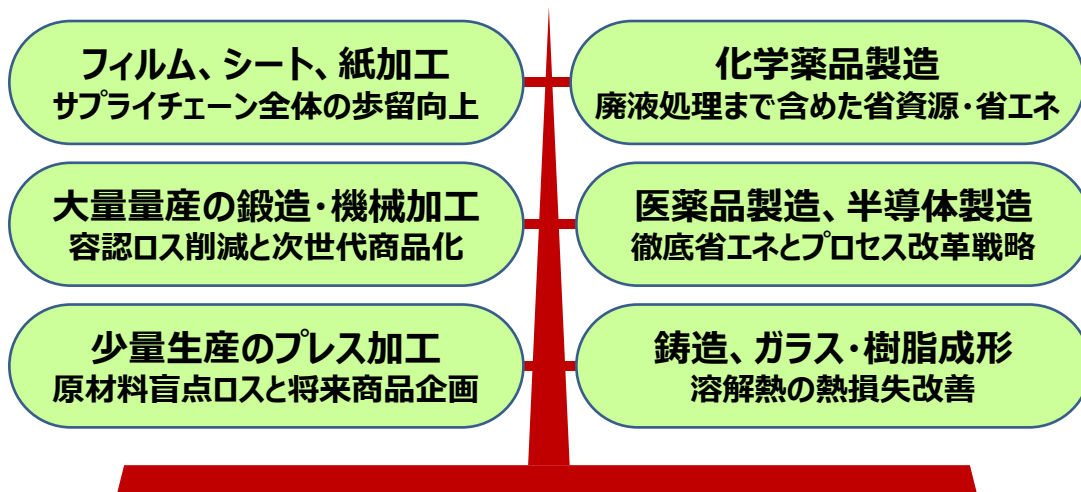 フィルム、シート、紙加工
サプライチェーン全体の歩留向上
化学薬品製造
廃液処理まで含めた省資源・省エネ
大量量産の鍛造・機械加工
容認ロス削減と次世代商品化
医薬品製造、半導体製造
徹底省エネとプロセス改革戦略
少量生産のプレス加工
原材料盲点ロスと将来商品企画
鋳造、ガラス・樹脂成形
溶解熱の熱損失改善